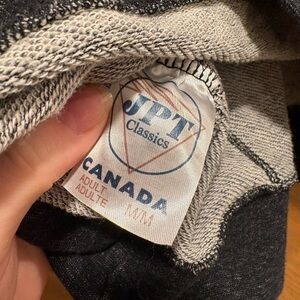 JPT
Classics
CANADA
ADULT M/M
ADULTE